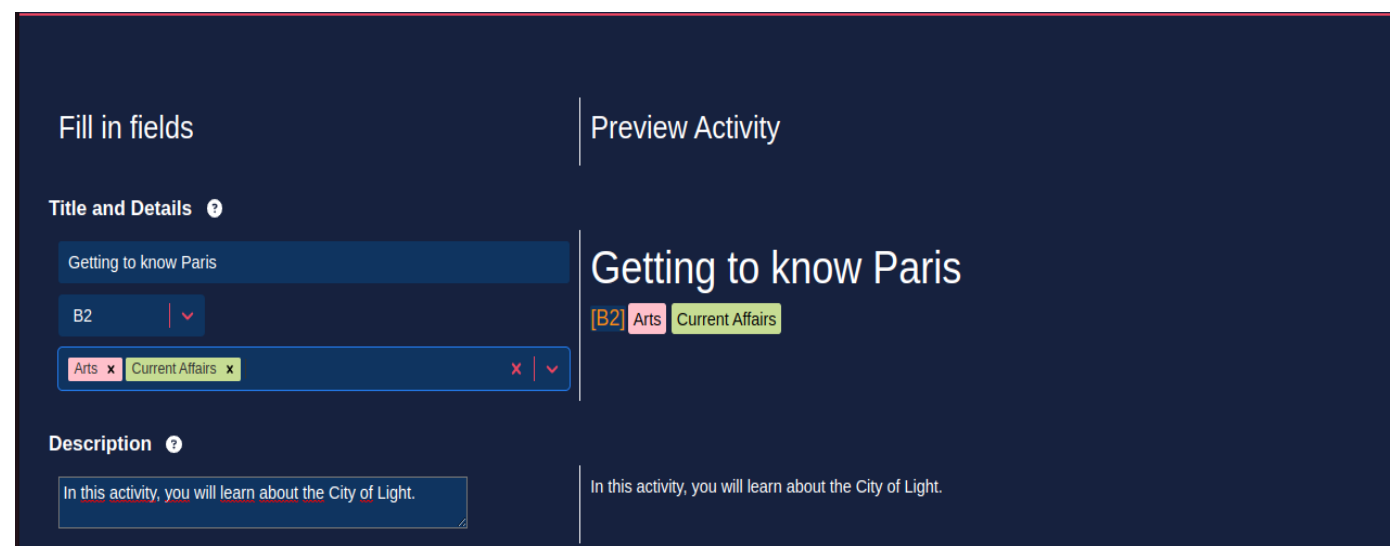 Fill in fields
Preview Activity
Title and Details ?
Getting to know Paris
B2
Arts x Current Affairs x x
Getting to know Paris
[B2] Arts Current Affairs
Description ?
In this activity, you will learn about the City of Light.
In this activity, you will learn about the City of Light.